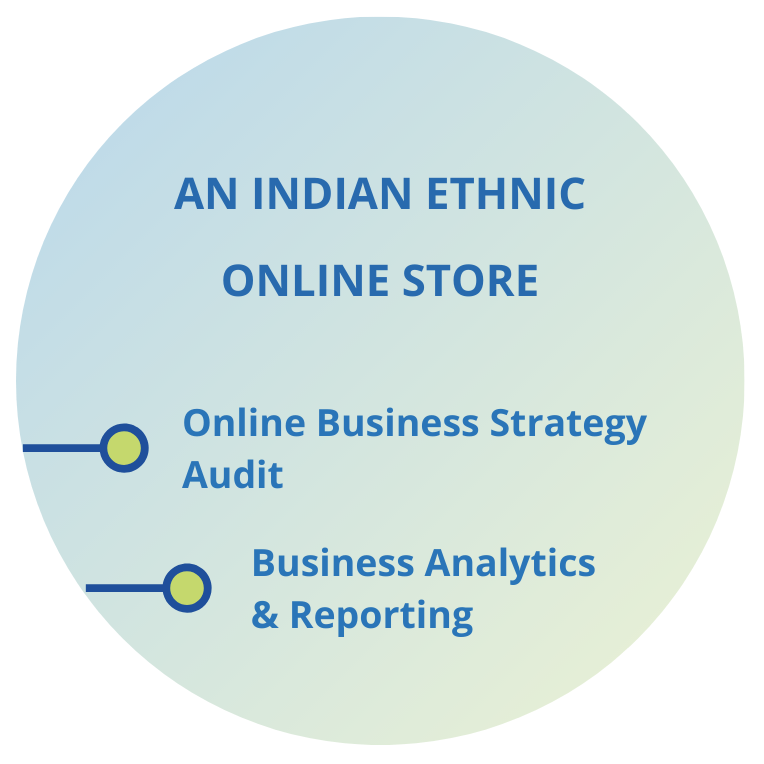 AN INDIAN ETHNIC
ONLINE STORE
Online Business Strategy
Audit
Business Analytics
& Reporting